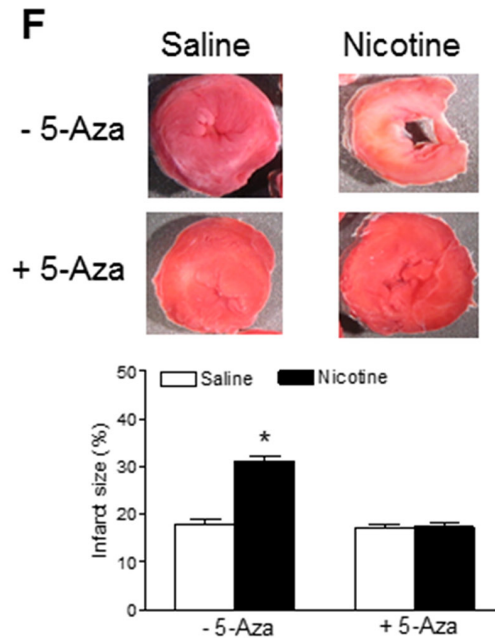 F
Saline Nicotine
- 5-Aza
+ 5-Aza
50
Saline Nicotine
40
*
30
20
10
0
Infarct size (%)
- 5-Aza + 5-Aza